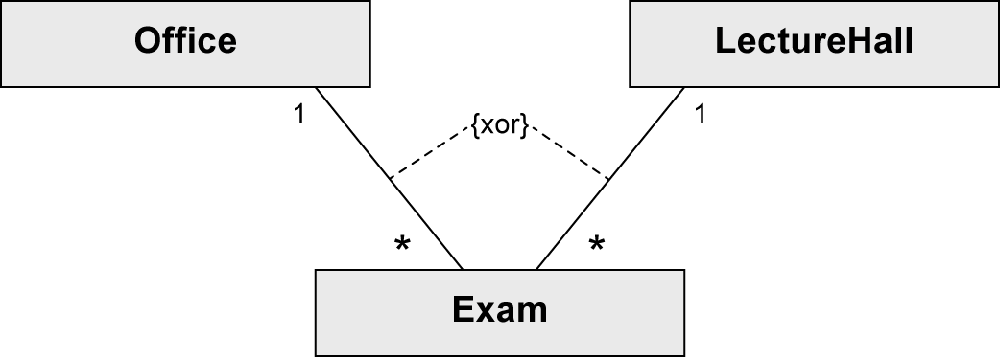 Office
LectureHall
1
{xor}
1
*
*
Exam